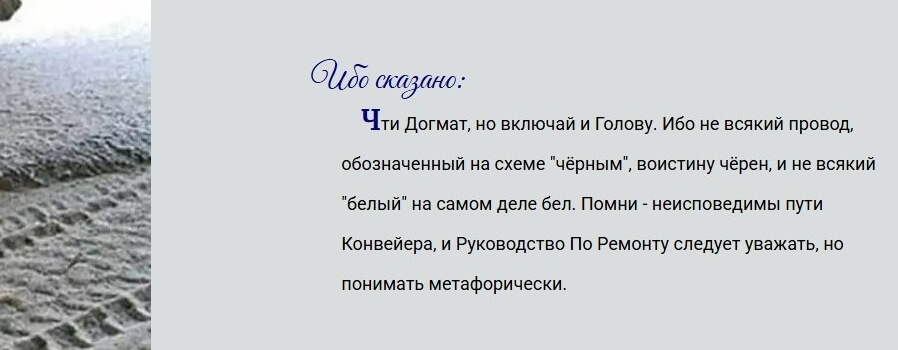 Ибо сказано:
Чти Догмат, но включай и Голову. Ибо не всякий провод,
обозначенный на схеме "чёрным", воистину чёрен, и не всякий
"белый" на самом деле бел. Помни - неисповедимы пути
Конвейера, и Руководство По Ремонту следует уважать, но
понимать метафорически.